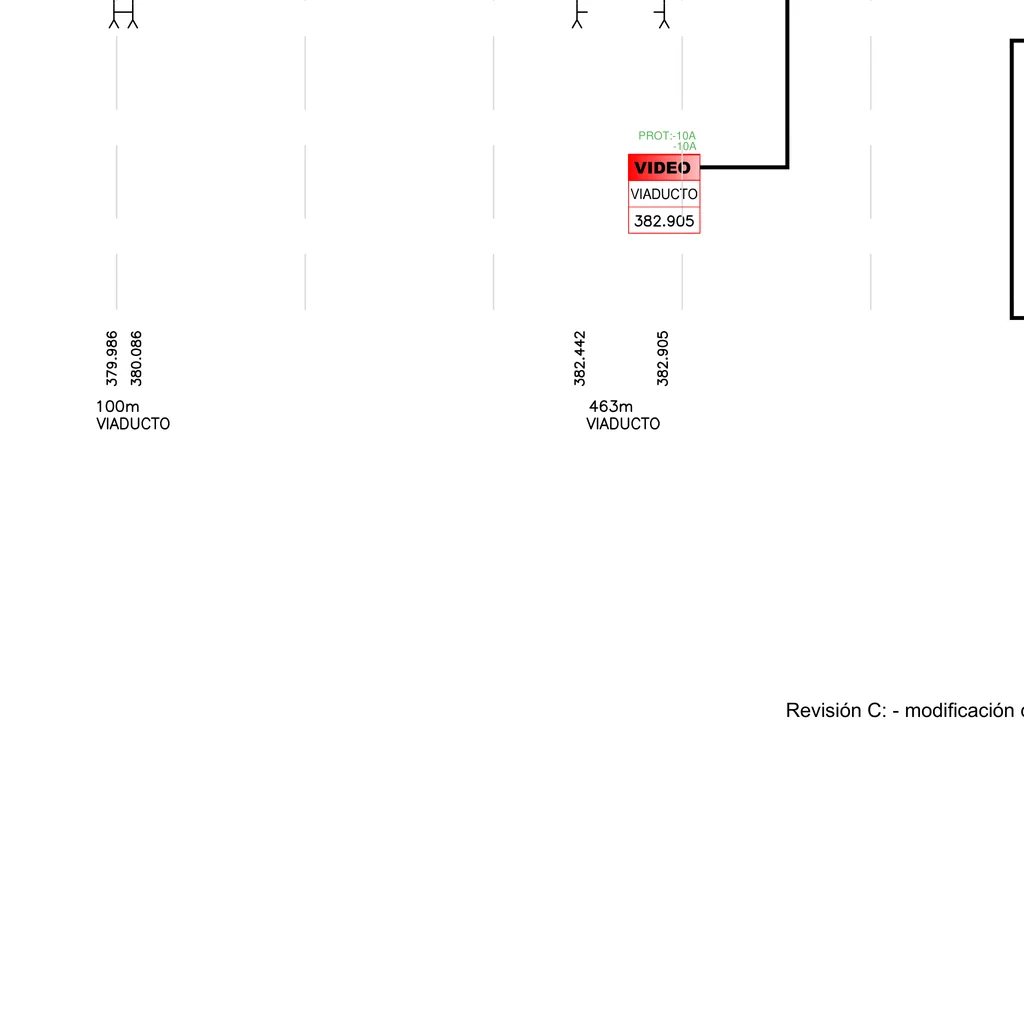 PROT:-10A
-10A
VIDEO
VIADUCTO
382.905
379.986
380.086
382.442
382.905
100m
VIADUCTO
463m
VIADUCTO
Revisión C: - modificación